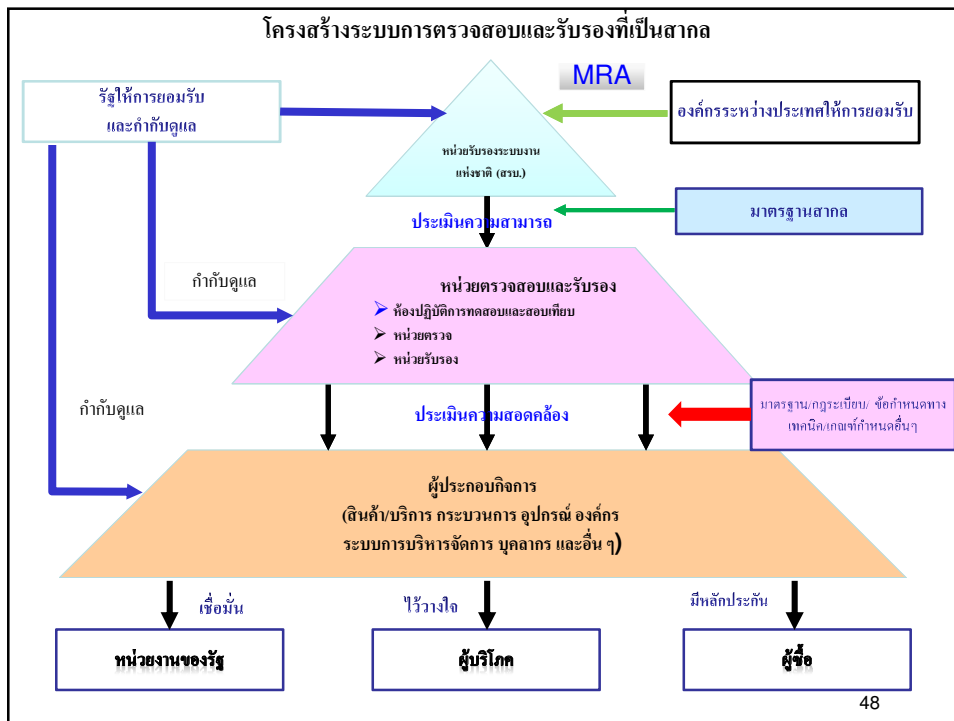 โครงสร้างระบบการตรวจสอบและรับรองที่เป็นสากล
MRA
รัฐให้การยอมรับ
และกำกับดูแล
องค์กรระหว่างประเทศให้การยอมรับ
หน่วยรับรองระบบงาน
แห่งชาติ (สรบ.)
มาตรฐานสากล
ประเมินความสามารถ
กำกับดูแล
หน่วยตรวจสอบและรับรอง
ห้องปฏิบัติการทดสอบและสอบเทียบ
หน่วยตรวจ
หน่วยรับรอง
กำกับดูแล
ประเมินความสอดคล้อง
มาตรฐาน/กฎระเบียบ/ ข้อกำหนดทาง
เทคนิค/เกณฑ์กำหนดอื่นๆ
ผู้ประกอบกิจการ
(สินค้า/บริการ กระบวนการ อุปกรณ์ องค์กร
ระบบการบริหารจัดการ บุคลากร และอื่น ๆ)
เชื่อมั่น
ไว้วางใจ
มีหลักประกัน
หน่วยงานของรัฐ
ผู้บริโภค
ผู้ซื้อ
48